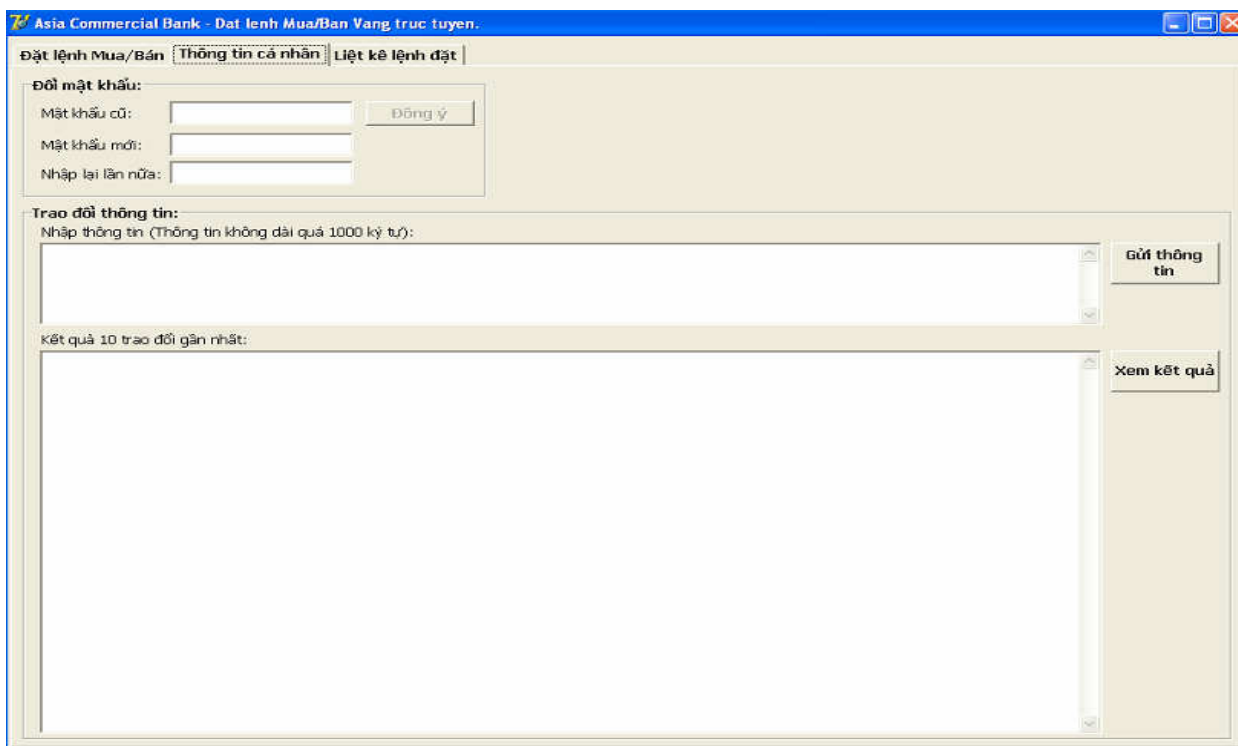 Asia Commercial Bank - Dat lenh Mua/Ban Vang truc tuyen.
Đặt lệnh Mua/Bán Thông tin cá nhân Liệt kê lệnh đặt
Đổi mật khẩu:
Mật khẩu cũ: Đồng ý
Mật khẩu mới:
Nhập lại lần nữa:
Trao đổi thông tin:
Nhập thông tin (Thông tin không dài quá 1000 ký tự):
Gửi thông
tin
Kết quả 10 trao đổi gần nhất:
Xem kết quả